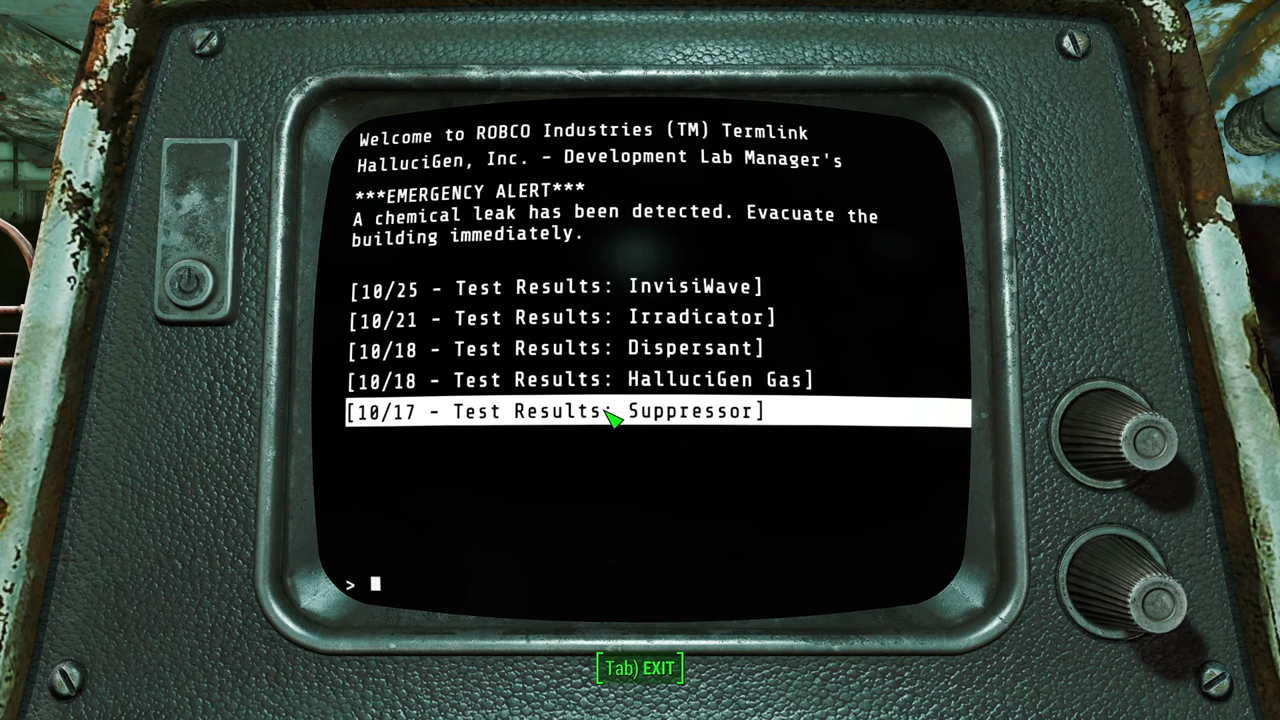 Welcome to ROBCO Industries (TM) Termlink
HalluciGen, Inc. - Development Lab Manager's
***EMERGENCY ALERT***
A chemical leak has been detected. Evacuate the
building immediately.
[10/25 - Test Results: InvisiWave]
[10/21 - Test Results: Irradicator]
[10/18 - Test Results: Dispersant]
[10/18 - Test Results: HalluciGen Gas]
[10/17 - Test Results: Suppressor]
>
[Tab) EXIT]